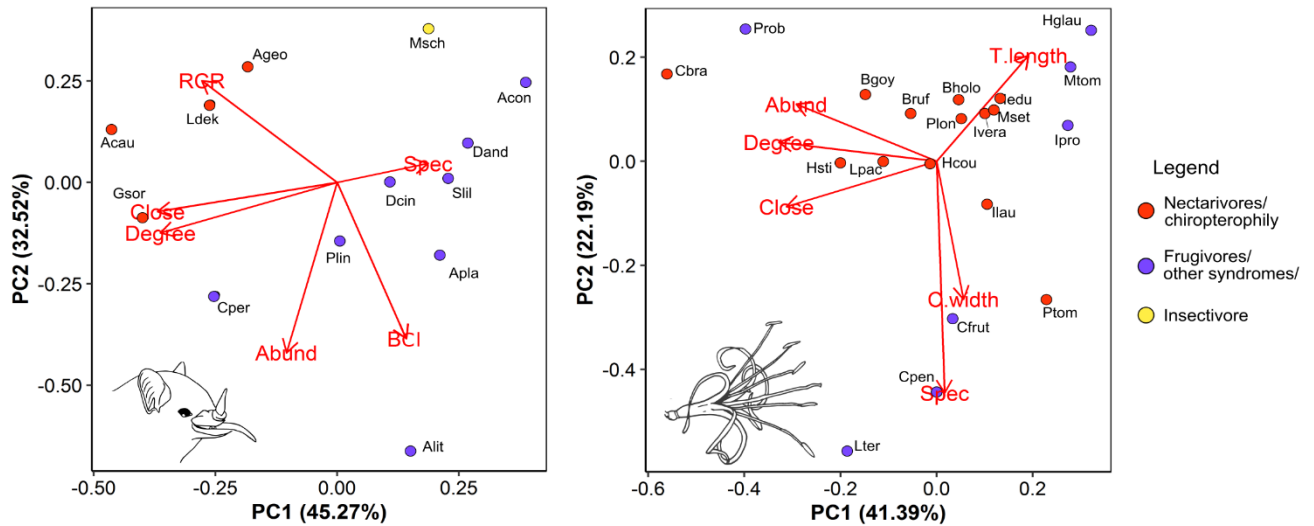 Msch
Ageo
RGR
Acon
Ldek
Acau
Dand
Spec
Gsor
Dcin
Slil
Close
Degree
Plin
Apla
Cper
Abund
BCI
Alit
0.25
0.00
-0.25
-0.50
PC2 (32.52%)
-0.50
-0.25
0.00
0.25
PC1 (45.27%)
Prob
Hglau
T.length
Cbra
Mtom
Bgoy
Bholo
Abund
Bruf
Mset
Plon
Ivera
Ipro
Degree
Hsti
Lpac
Hcou
Close
Ilau
C.width
Ptom
Cfrut
Cpen
Spec
Lter
0.2
0.0
-0.2
-0.4
PC2 (22.19%)
-0.6
-0.4
-0.2
0.0
0.2
PC1 (41.39%)
Legend
Nectarivores/
chiropterophily
Frugivores/
other syndromes/
Insectivore